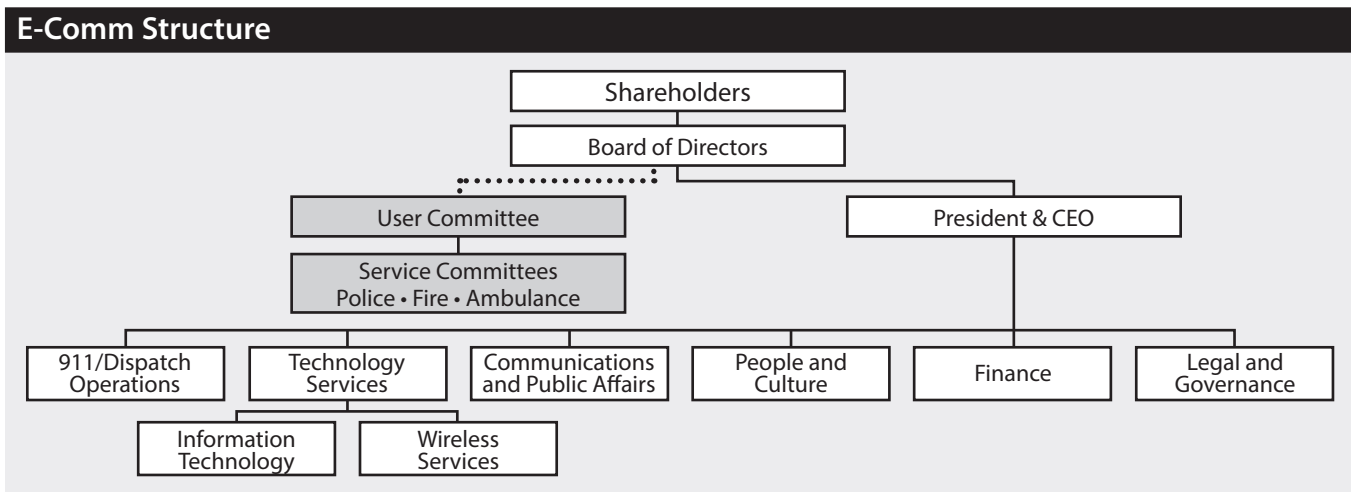 E-Comm Structure
Shareholders
Board of Directors
User Committee
President & CEO
Service Committees
Police • Fire • Ambulance
911/Dispatch
Operations
Technology
Services
Communications
and Public Affairs
People and
Culture
Finance
Legal and
Governance
Information
Technology
Wireless
Services